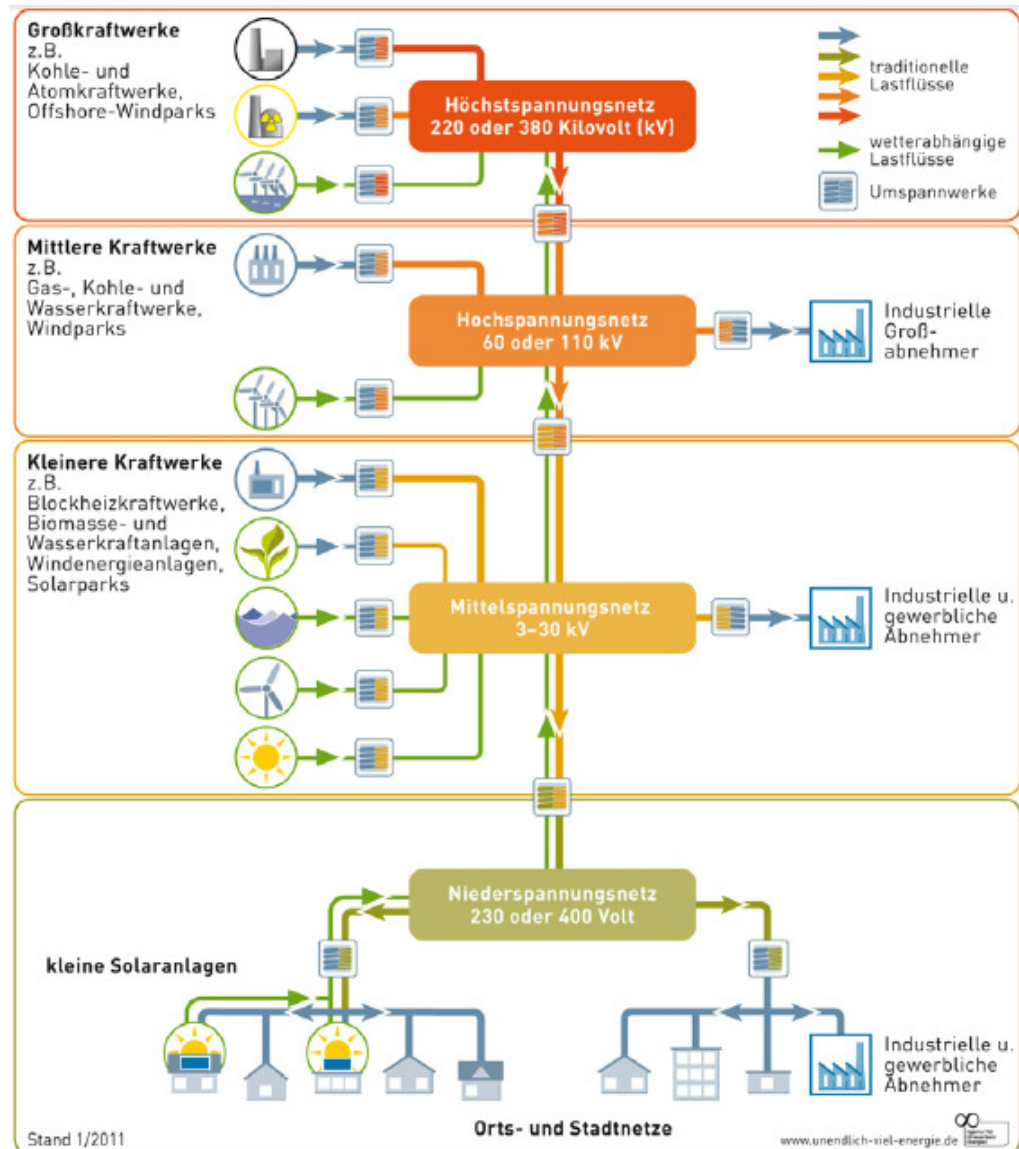 Großkraftwerke
z.B.
Kohle- und
Atomkraftwerke,
Offshore-Windparks
Höchstspannungsnetz
220 oder 380 Kilovolt (kV)
traditionelle
Lastflüsse
wetterabhängige
Lastflüsse
Umspannwerke
Mittlere Kraftwerke
z.B.
Gas-, Kohle- und
Wasserkraftwerke,
Windparks
Hochspannungsnetz
60 oder 110 kV
Industrielle
Groß-
abnehmer
Kleinere Kraftwerke
z.B.
Blockheizkraftwerke,
Biomasse- und
Wasserkraftanlagen,
Windenergieanlagen,
Solarparks
Mittelspannungsnetz
3–30 kV
Industrielle u.
gewerbliche
Abnehmer
Niederspannungsnetz
230 oder 400 Volt
kleine Solaranlagen
Industrielle u.
gewerbliche
Abnehmer
Orts- und Stadtnetze
Stand 1/2011
www.unendlich-viel-energie.de